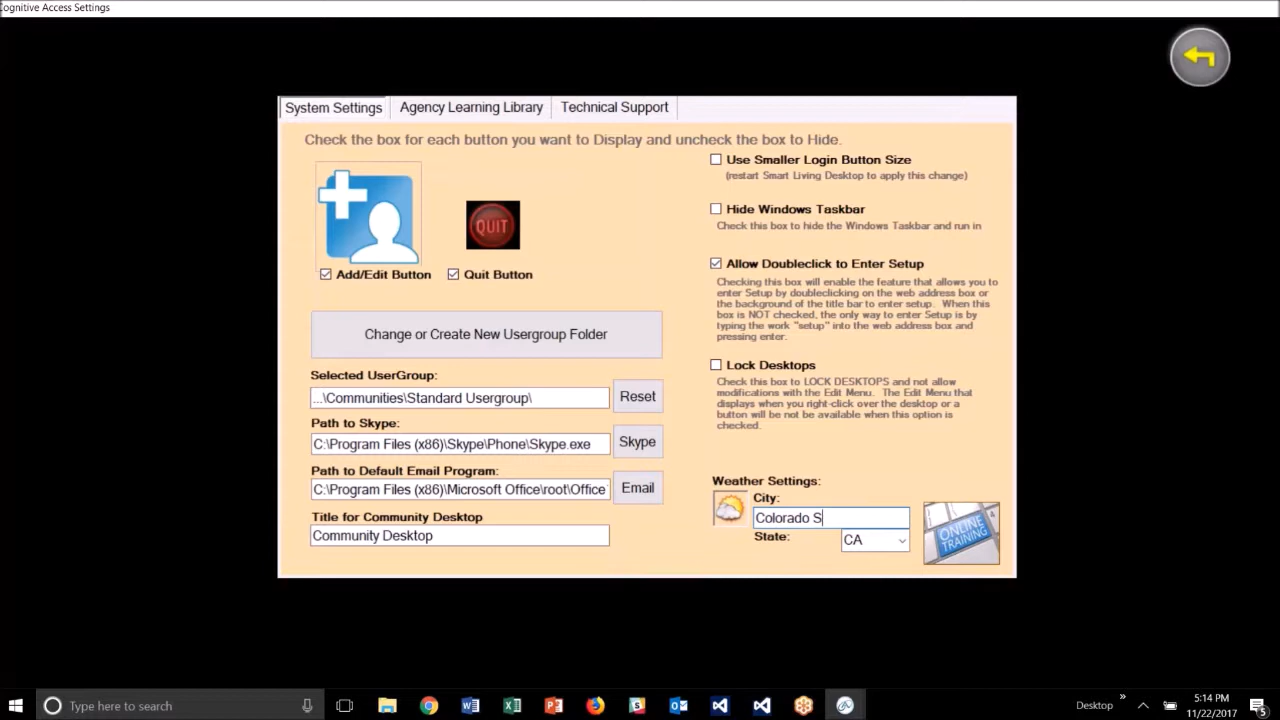 ognitive Access Settings
System Settings
Agency Learning Library
Technical Support
Check the box for each button you want to Display and uncheck the box to Hide.
QUIT
Add/Edit Button
Quit Button
Change or Create New Usergroup Folder
Selected UserGroup:
...\Communities\Standard Usergroup\
Reset
Path to Skype:
C:\Program Files (x86)\Skype\Phone\Skype.exe
Skype
Path to Default Email Program:
C:\Program Files (x86)\Microsoft Office\root\Office
Email
Title for Community Desktop
Community Desktop
Use Smaller Login Button Size
(restart Smart Living Desktop to apply this change)
Hide Windows Taskbar
Check this box to hide the Windows Taskbar and run in
Allow Doubleclick to Enter Setup
Checking this box will enable the feature that allows you to
enter Setup by doubleclicking on the web address box or
the background of the title bar to enter setup. When this
box is NOT checked, the only way to enter Setup is by
typing the work "setup" into the web address box and
pressing enter.
Lock Desktops
Check this box to LOCK DESKTOPS and not allow
modifications with the Edit Menu. The Edit Menu that
displays when you right-click over the desktop or a
button will be not be available when this option is
checked.
Weather Settings:
City:
Colorado S
State:
CA
ONLINE
TRAINING
Type here to search
Desktop
5:14 PM
11/22/2017
5